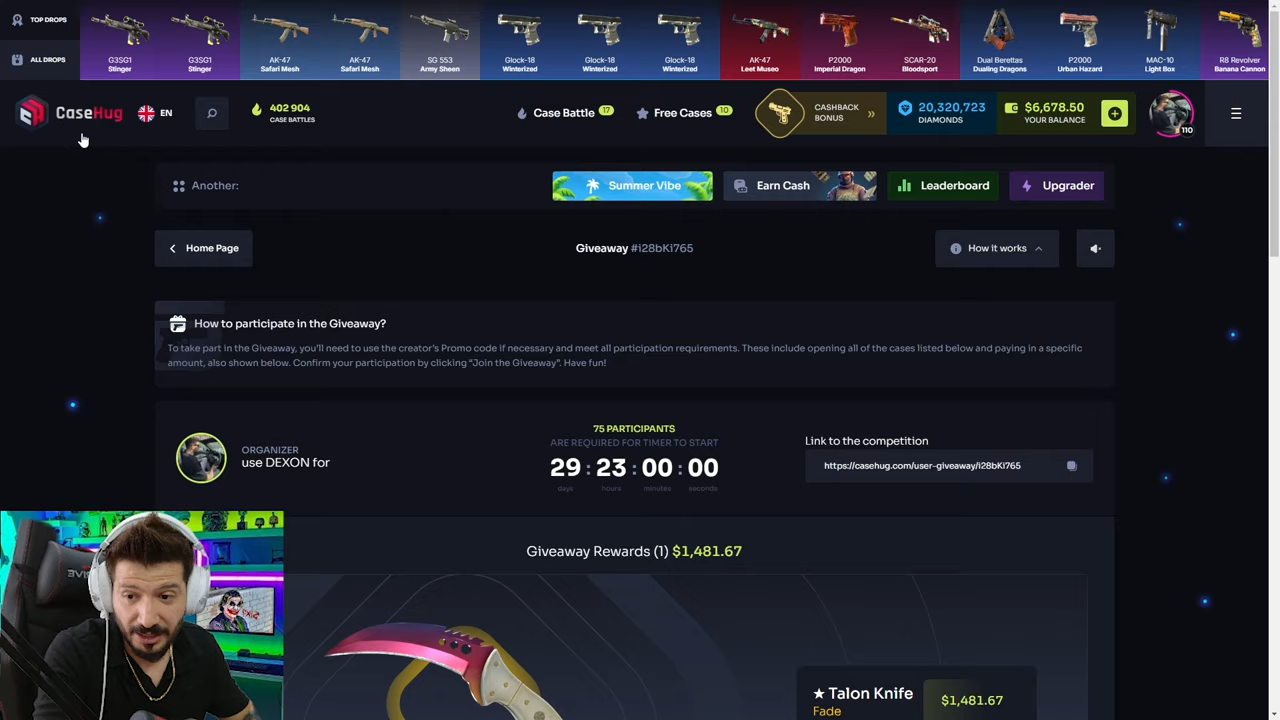 TOP DROPS
ALL DROPS
G3SG1
Stinger
G3SG1
Stinger
AK-47
Safari Mesh
AK-47
Safari Mesh
SG 553
Army Sheen
Glock-18
Winterized
Glock-18
Winterized
Glock-18
Winterized
AK-47
Leet Museo
P2000
Imperial Dragon
SCAR-20
Bloodsport
Dual Berettas
Dualing Dragons
P2000
Urban Hazard
MAC-10
Light Box
R8 Revolver
Banana Cannon
CaseHug
EN
402 904
CASE BATTLES
Case Battle 17
Free Cases 10
CASHBACK
BONUS
20,320,723
DIAMONDS
$6,678.50
YOUR BALANCE
110
Another:
Summer Vibe
Earn Cash
Leaderboard
Upgrader
Home Page
Giveaway #i28bKl765
How it works
How to participate in the Giveaway?
To take part in the Giveaway, you'll need to use the creator's Promo code if necessary and meet all participation requirements. These include opening all of the cases listed below and paying in a specific
amount, also shown below. Confirm your participation by clicking "Join the Giveaway". Have fun!
ORGANIZER
use DEXON for
75 PARTICIPANTS
ARE REQUIRED FOR TIMER TO START
29 : 23 : 00 : 00
days hours minutes seconds
Link to the competition
https://casehug.com/user-giveaway/i28bKl765
Giveaway Rewards (1) $1,481.67
★ Talon Knife
Fade
$1,481.67